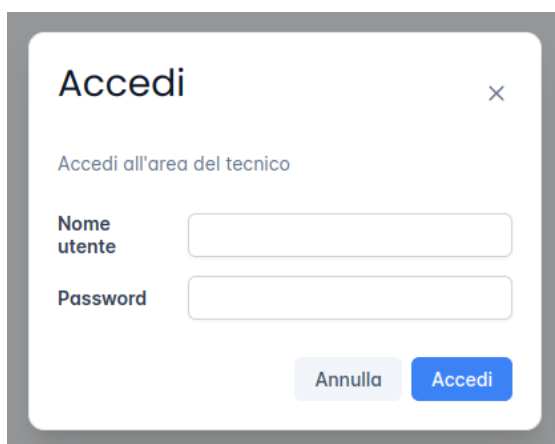 Accedi
Accedi all'area del tecnico
Nome
utente
Password
Annulla
Accedi